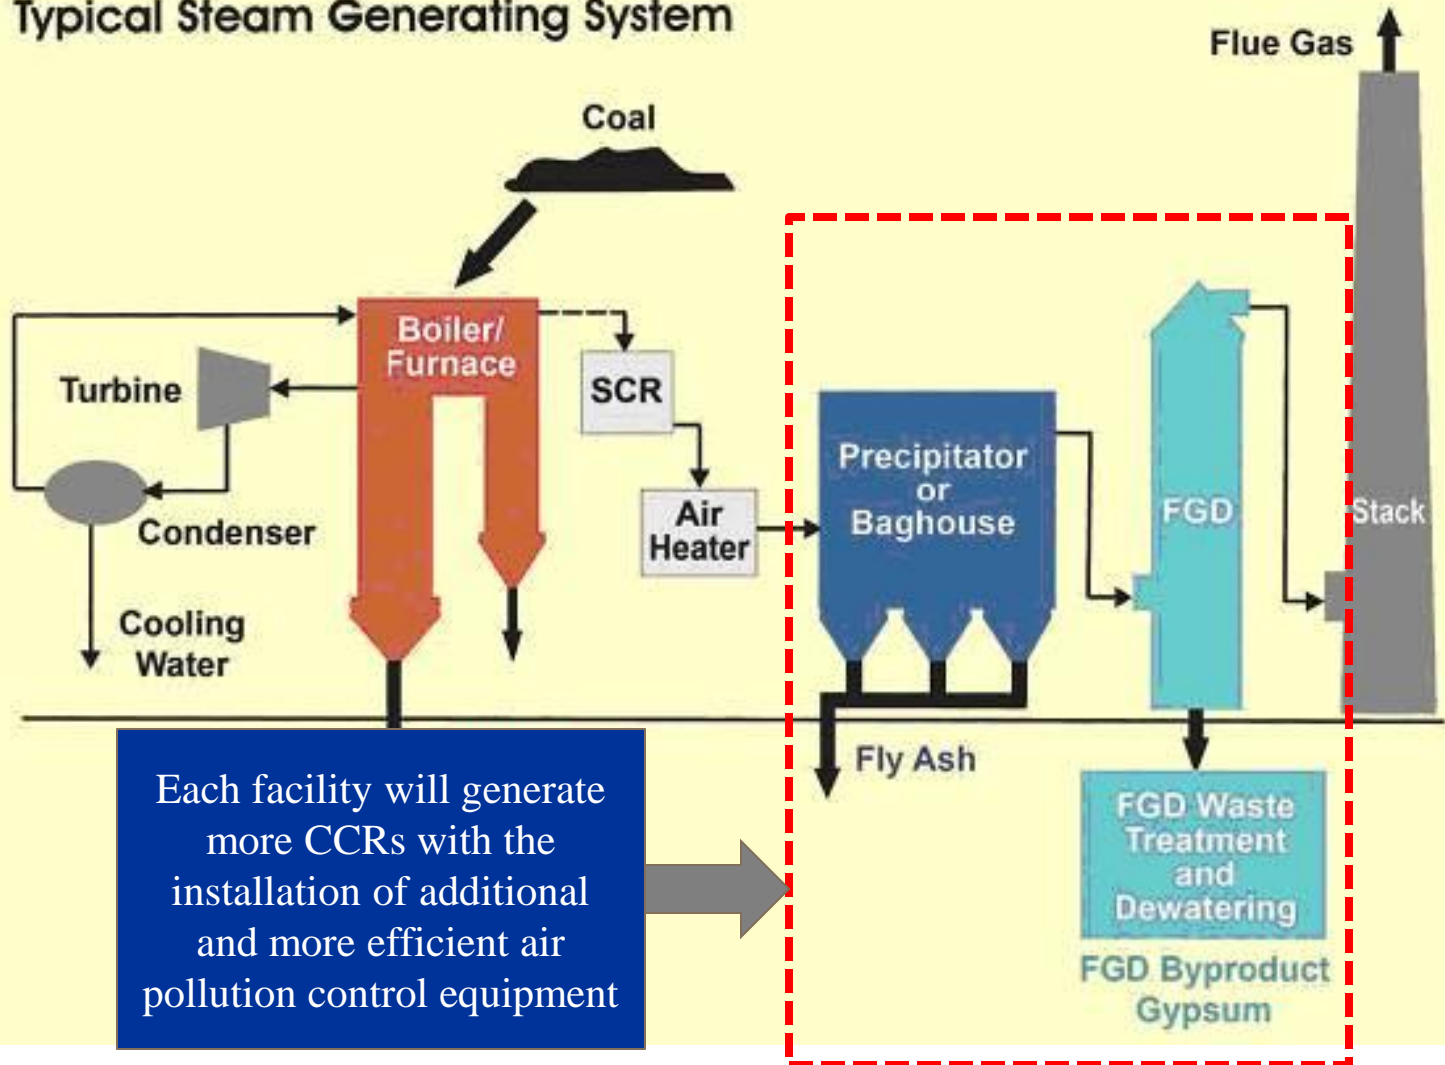 Typical Steam Generating System
Flue Gas
Coal
Boiler/
Furnace
Turbine
SCR
Precipitator
or
Baghouse
Air
Heater
FGD
Stack
Condenser
Cooling
Water
Fly Ash
Each facility will generate
more CCRs with the
installation of additional
and more efficient air
pollution control equipment
FGD Waste
Treatment
and
Dewatering
FGD Byproduct
Gypsum